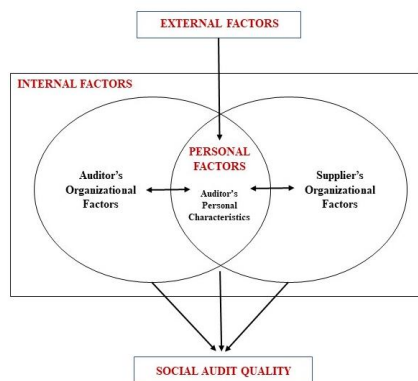 EXTERNAL FACTORS
INTERNAL FACTORS
PERSONAL
FACTORS
Auditor's
Organizational
Factors
Auditor's
Personal
Characteristics
Supplier's
Organizational
Factors
SOCIAL AUDIT QUALITY